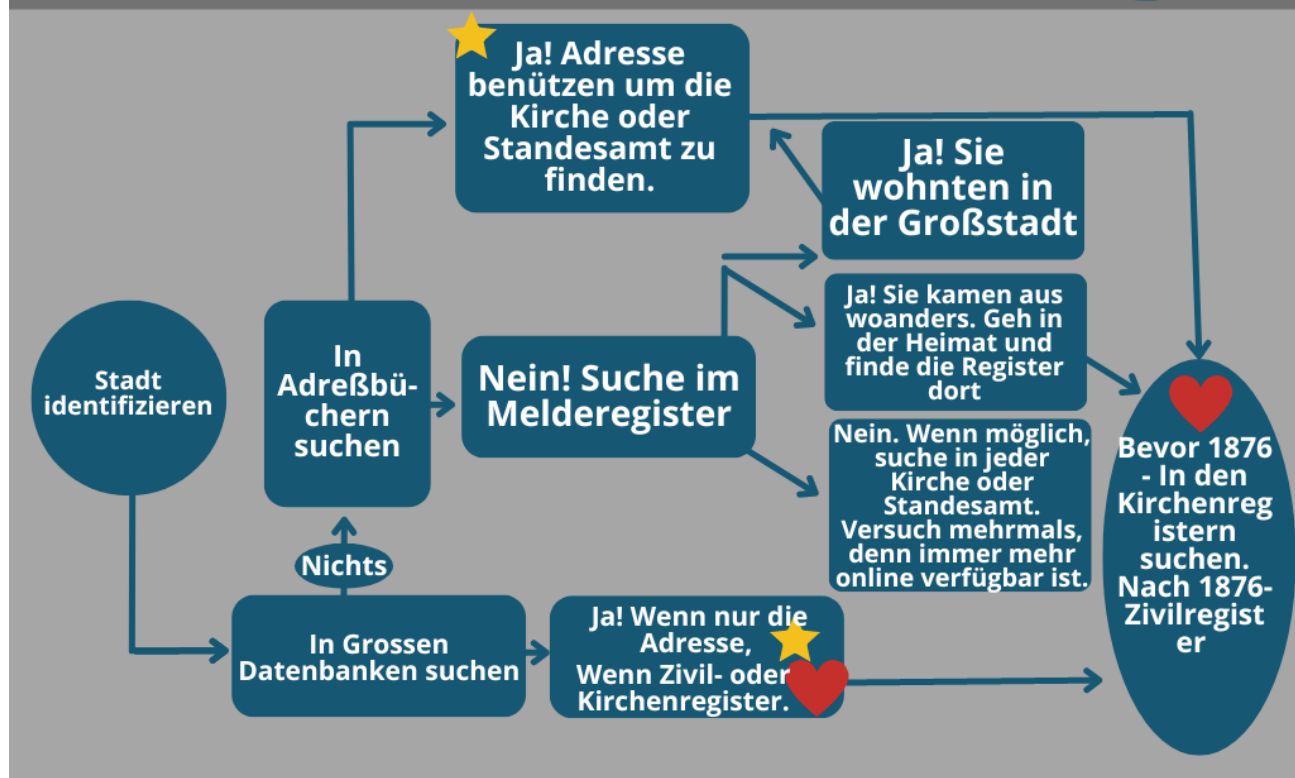 Ja! Adresse
benützen um die
Kirche oder
Standesamt zu
finden.
Ja! Sie
wohnten in
der Großstadt
Ja! Sie kamen aus
woanders. Geh in
der Heimat und
finde die Register
dort
Stadt
identifizieren
In
Adreßbü-
chern
suchen
Nein! Suche im
Melderegister
Nein. Wenn möglich,
suche in jeder
Kirche oder
Standesamt.
Versuch mehrmals,
denn immer mehr
online verfügbar ist.
Bevor 1876
- In den
Kirchenreg
istern
suchen.
Nach 1876-
Zivilregist
er
Nichts
In Grossen
Datenbanken suchen
Ja! Wenn nur die
Adresse,
Wenn Zivil- oder
Kirchenregister.